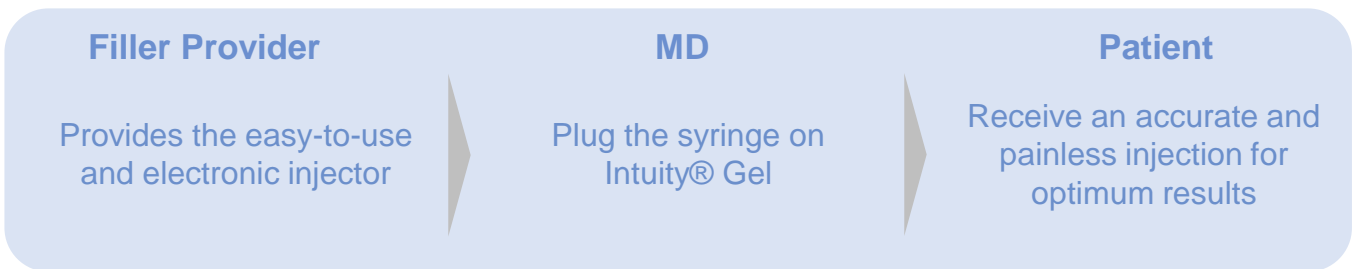 Filler Provider
Provides the easy-to-use
and electronic injector
MD
Plug the syringe on
Intuity® Gel
Patient
Receive an accurate and
painless injection for
optimum results